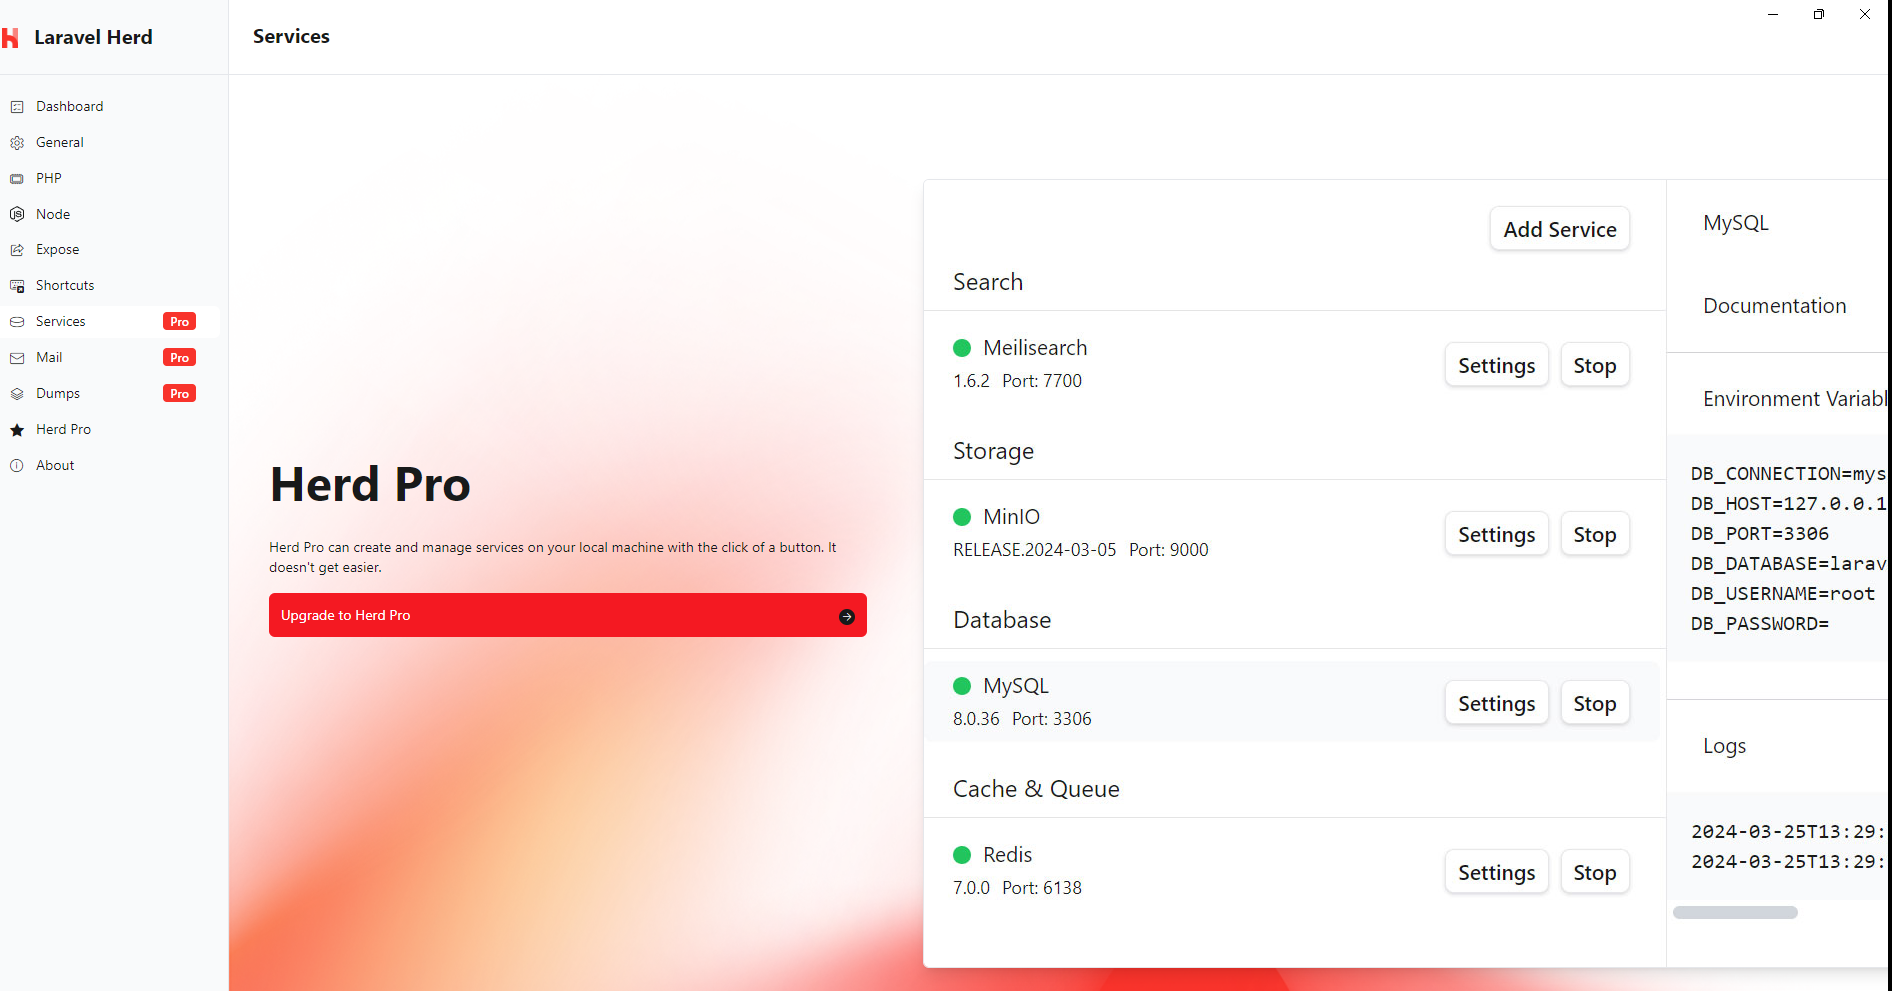 Laravel Herd
Dashboard
General
PHP
Node
Expose
Shortcuts
Services Pro
Mail Pro
Dumps Pro
Herd Pro
About
Services
Herd Pro
Herd Pro can create and manage services on your local machine with the click of a button. It
doesn't get easier.
Upgrade to Herd Pro
Add Service
Search
Meilisearch
1.6.2 Port: 7700
Settings Stop
Storage
MinIO
RELEASE.2024-03-05 Port: 9000
Settings Stop
Database
MySQL
8.0.36 Port: 3306
Settings Stop
Cache & Queue
Redis
7.0.0 Port: 6138
Settings Stop
MySQL
Documentation
Environment Variabl
DB_CONNECTION=mys
DB_HOST=127.0.0.1
DB_PORT=3306
DB_DATABASE=larav
DB_USERNAME=root
DB_PASSWORD=
Logs
2024-03-25T13:29:
2024-03-25T13:29: